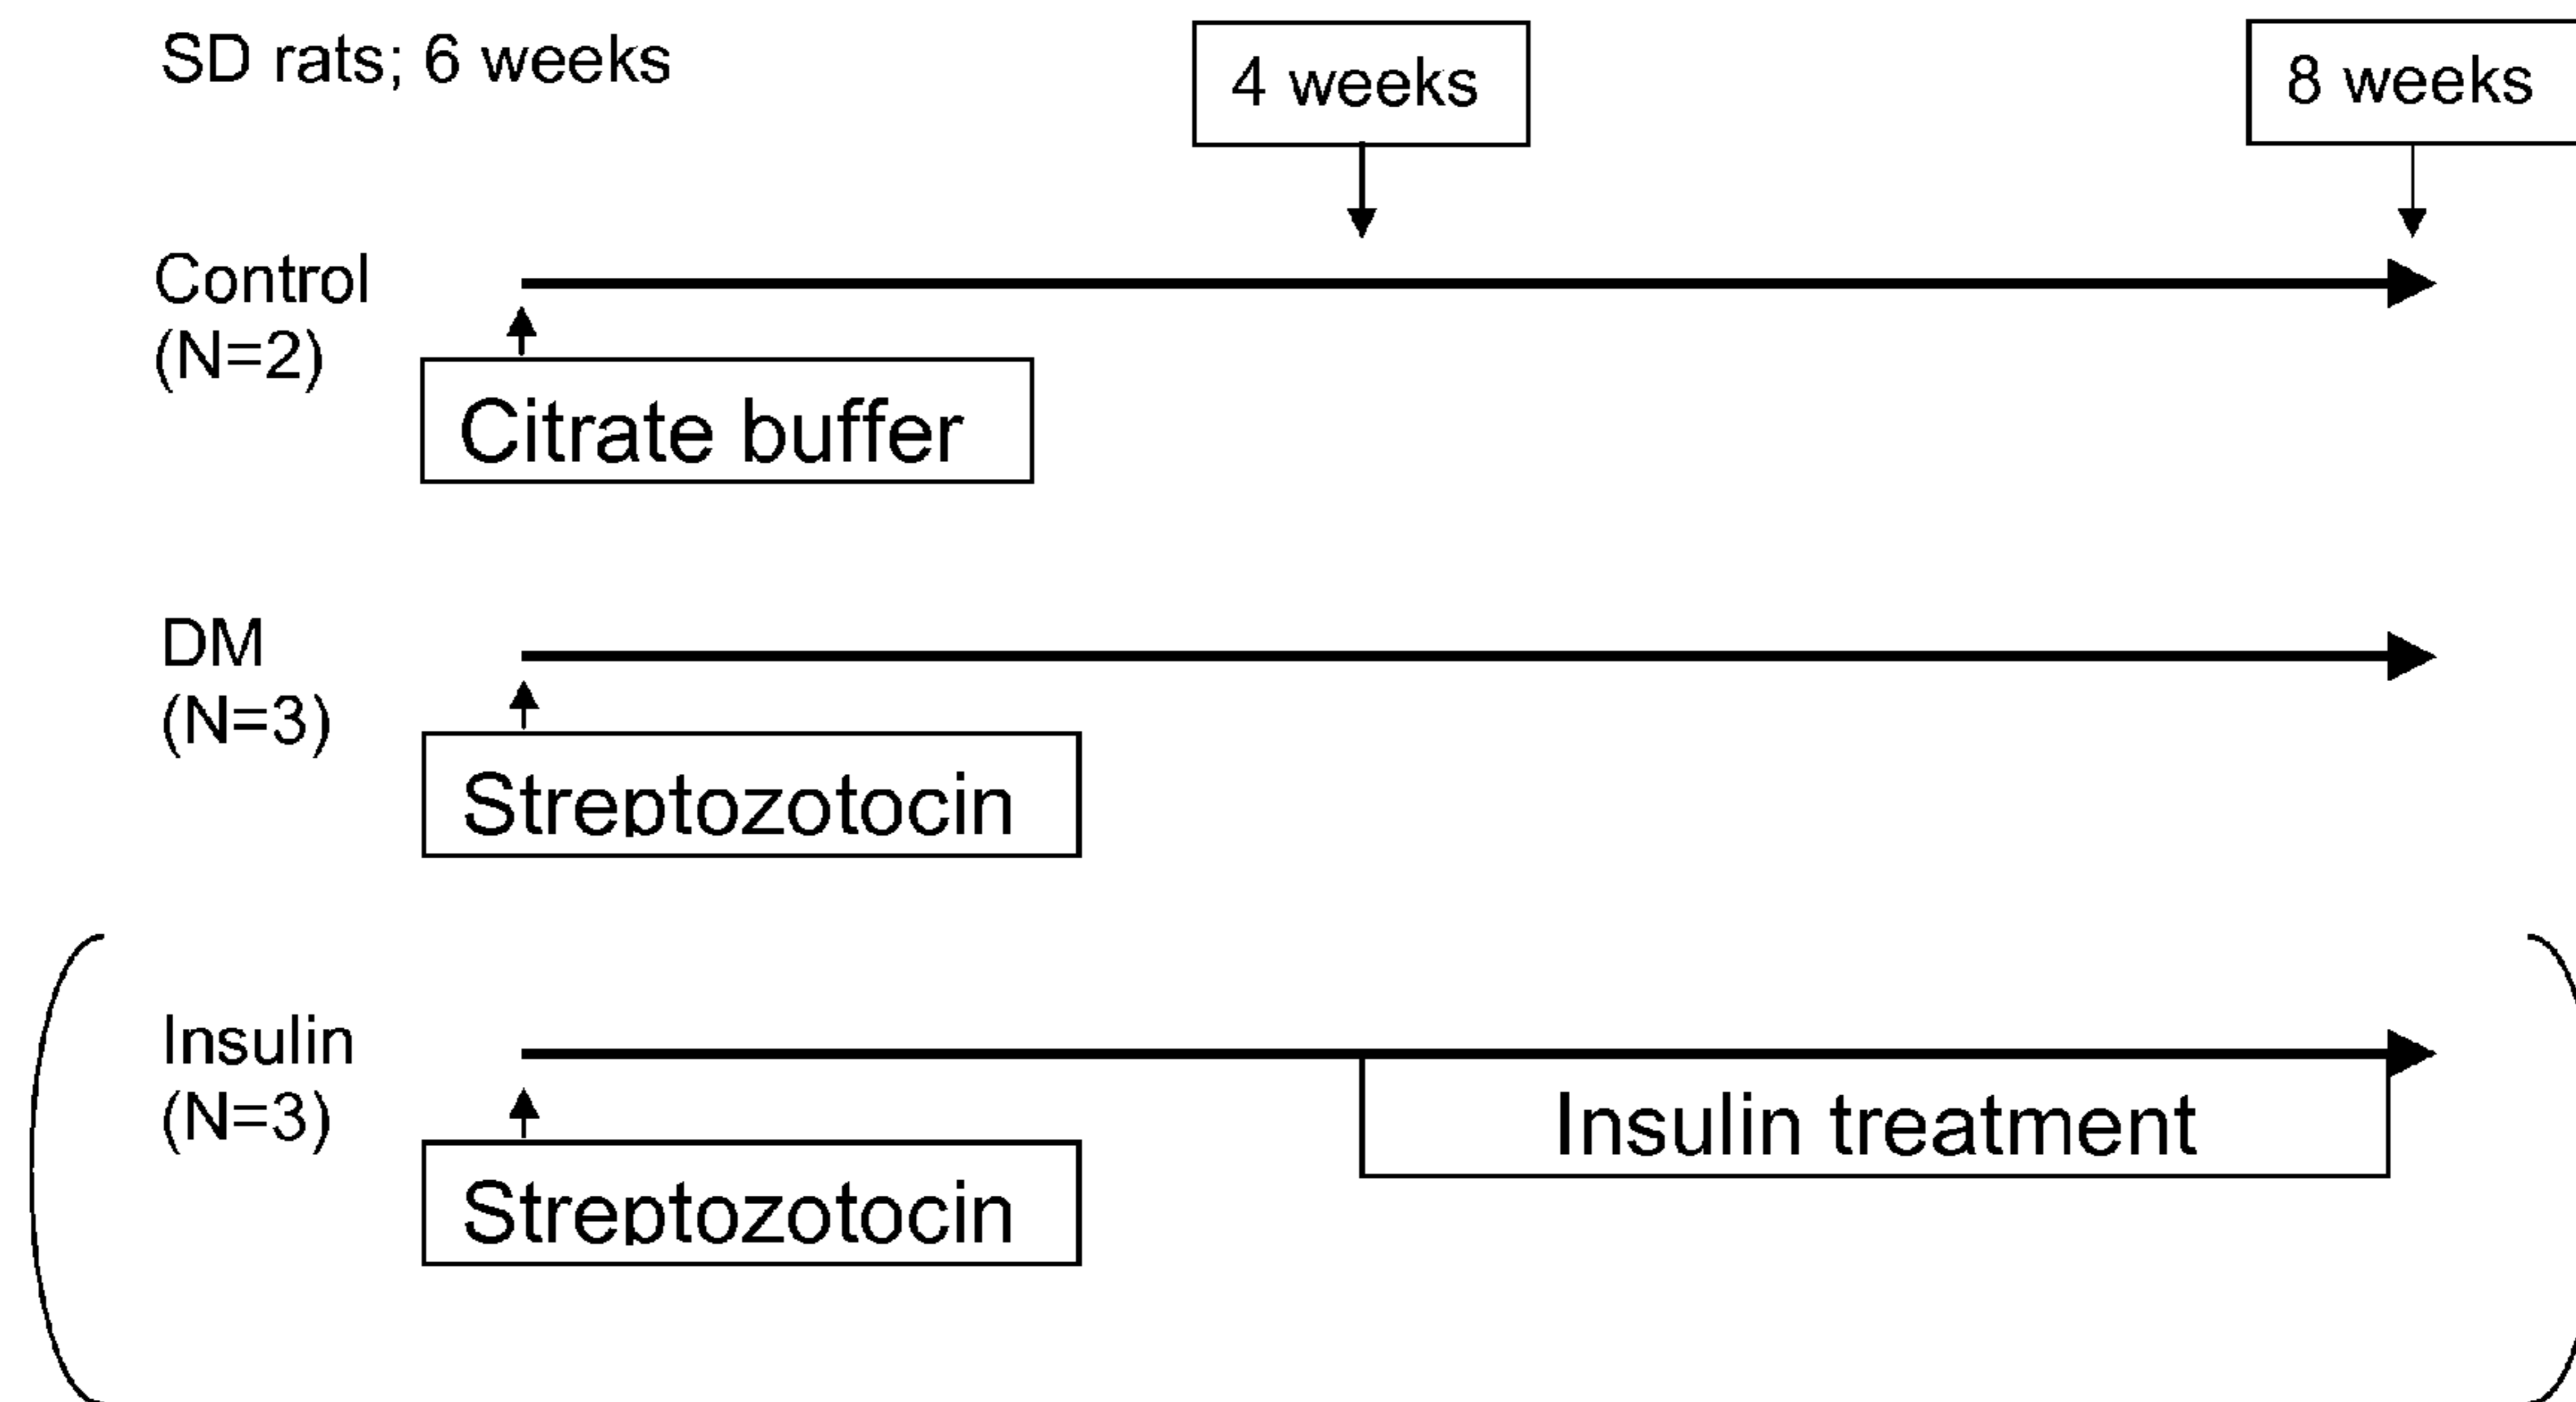 SD rats; 6 weeks
4 weeks
8 weeks
Control
(N=2)
Citrate buffer
DM
(N=3)
Streptozotocin
Insulin
(N=3)
Insulin treatment
Streptozotocin